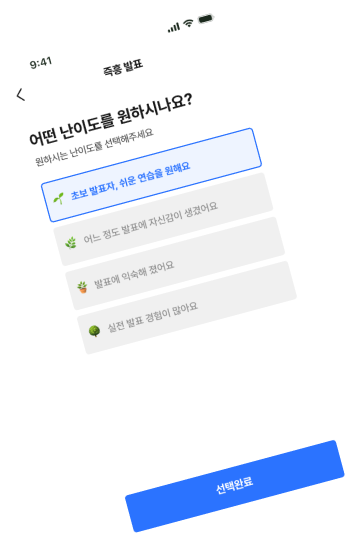 9:41
즉흥 발표
어떤 난이도를 원하시나요?
원하시는 난이도를 선택해주세요
초보 발표자, 쉬운 연습을 원해요
어느 정도 발표에 자신감이 생겼어요
발표에 익숙해 졌어요
실전 발표 경험이 많아요
선택완료